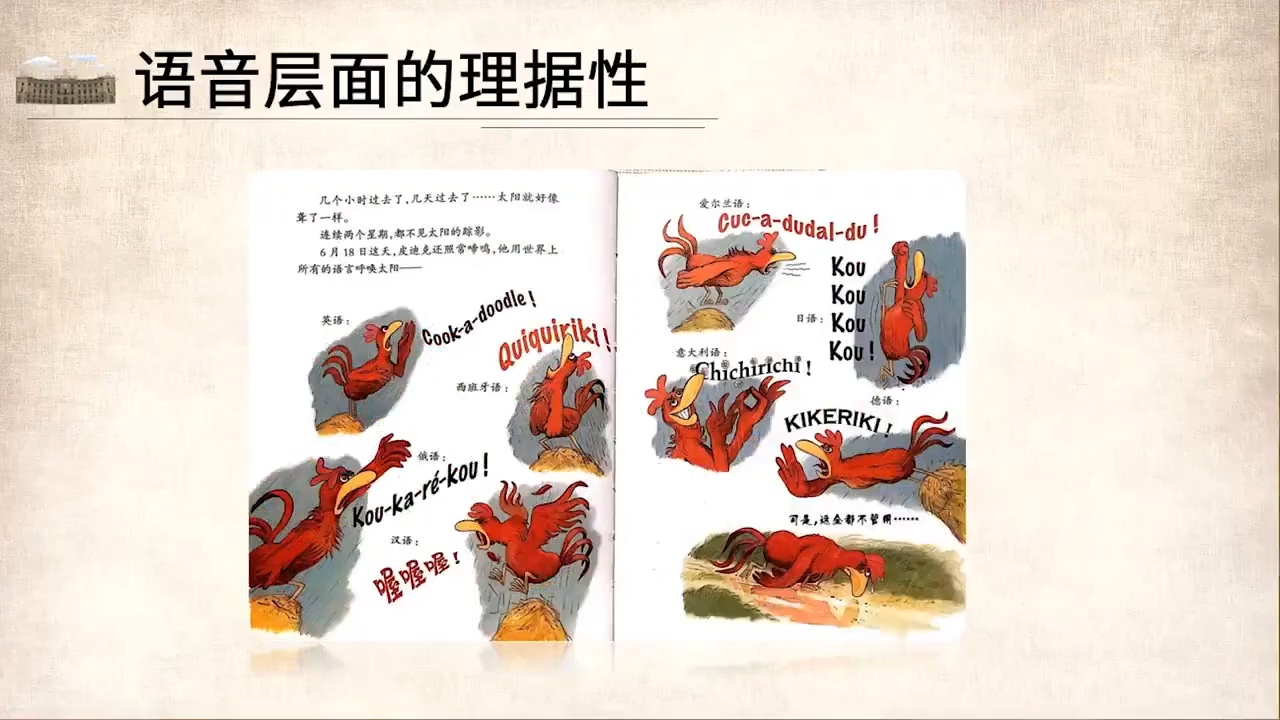 语音层面的理据性
几个小时过去了,几天过去了……太阳就好像
聋了一样。
连续两个星期,都不见太阳的踪影。
6月18日这天,皮迪克还照常啼鸣,他用世界上
所有的语言呼唤太阳——
英语:
Cook-a-doodle!
西班牙语:
Quiquiriki!
俄语:
Kou-ka-ré-kou!
汉语:
喔喔喔!
爱尔兰语:
Cuc-a-dudal-du!
日语:
Kou
Kou
Kou
Kou!
意大利语:
Chichirichi!
德语:
KIKERIKI!
可是,这全都不管用……